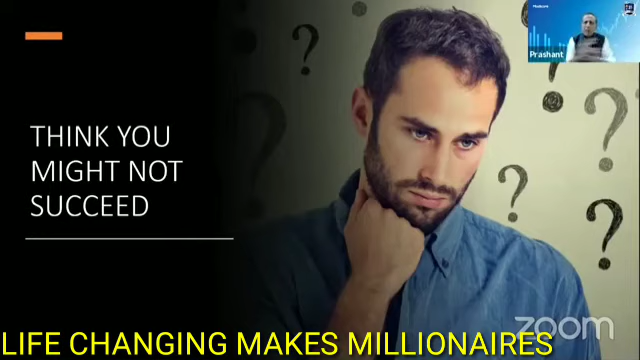 Prashant
THINK YOU
MIGHT NOT
SUCCEED
zoom
LIFE CHANGING MAKES MILLIONAIRES